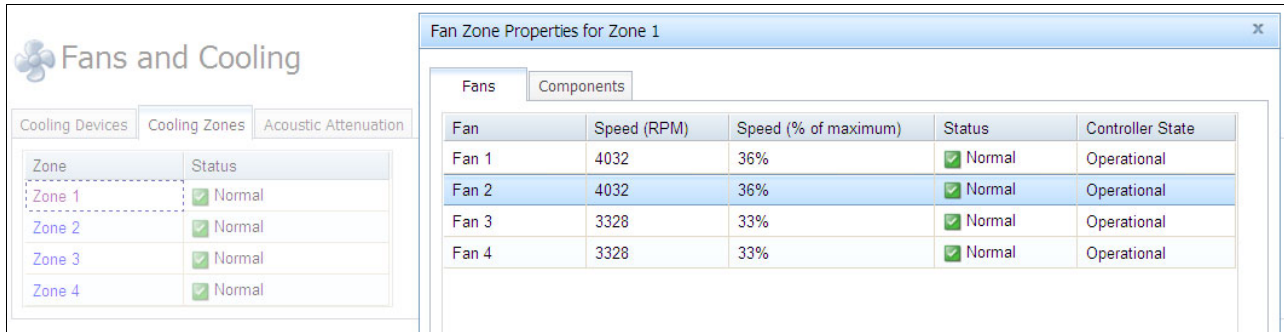 Fans and Cooling
Cooling Devices Cooling Zones Acoustic Attenuation
Zone Status
Zone 1 Normal
Zone 2 Normal
Zone 3 Normal
Zone 4 Normal
Fan Zone Properties for Zone 1 x
Fans Components
Fan Speed (RPM) Speed (% of maximum) Status Controller State
Fan 1 4032 36% Normal Operational
Fan 2 4032 36% Normal Operational
Fan 3 3328 33% Normal Operational
Fan 4 3328 33% Normal Operational